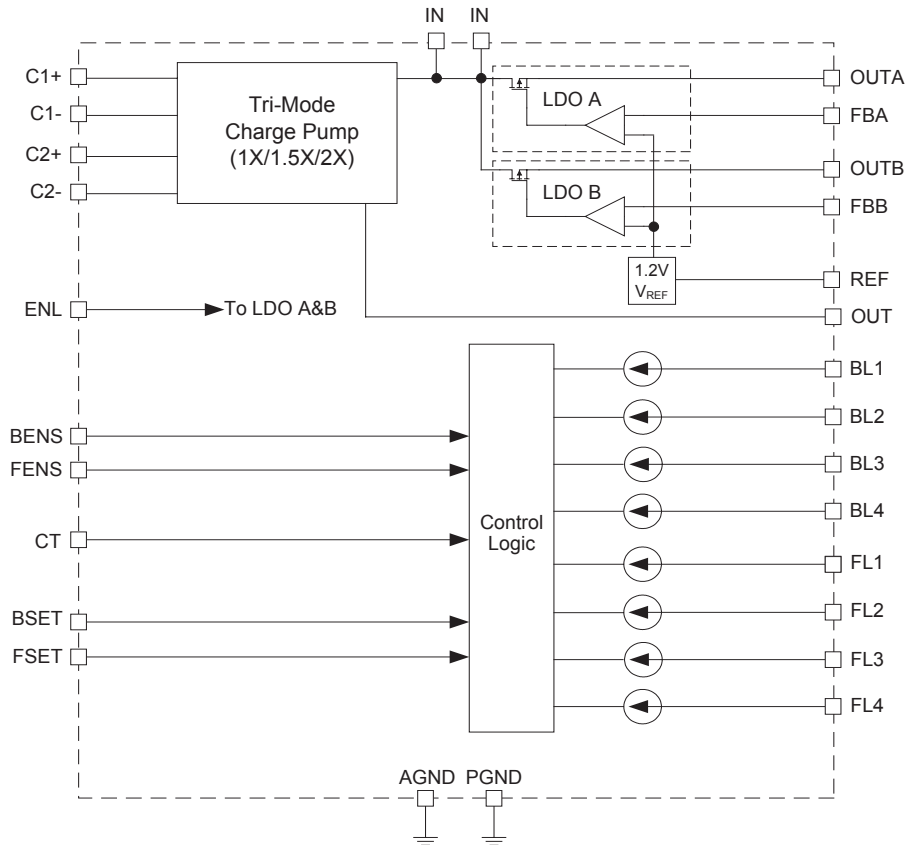 IN IN
C1+
C1-
C2+
C2-
Tri-Mode
Charge Pump
(1X/1.5X/2X)
LDO A
LDO B
OUTA
FBA
OUTB
FBB
1.2V
VREF
REF
OUT
ENL
To LDO A&B
BENS
FENS
CT
BSET
FSET
Control
Logic
BL1
BL2
BL3
BL4
FL1
FL2
FL3
FL4
AGND PGND